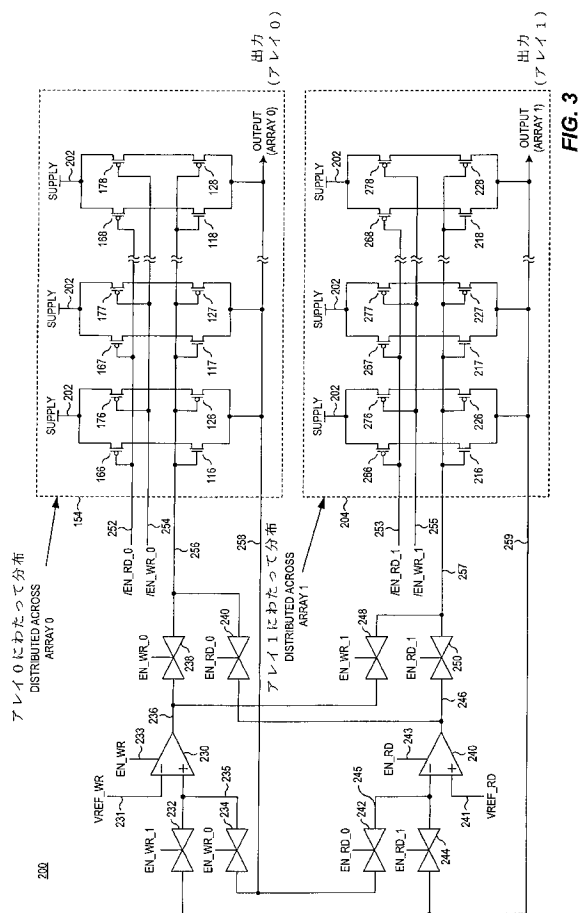 200
アレイ０にわたって分布
DISTRIBUTED ACROSS
ARRAY 0
154
SUPPLY
202
SUPPLY
202
SUPPLY
202
166
176
167
177
168
178
116
126
117
127
118
128
/EN_RD_0
252
/EN_WR_0
254
256
258
OUTPUT
(ARRAY 0)
出力
(アレイ０)
VREF_WR
231
EN_WR
233
230
236
EN_WR_1
232
EN_WR_0
234
235
EN_WR_0
238
EN_RD_0
240
アレイ１にわたって分布
DISTRIBUTED ACROSS
ARRAY 1
204
SUPPLY
202
SUPPLY
202
SUPPLY
202
266
276
267
277
268
278
216
226
217
227
218
228
/EN_RD_1
253
/EN_WR_1
255
257
259
OUTPUT
(ARRAY 1)
出力
(アレイ１)
EN_WR_1
248
EN_RD_1
250
246
EN_RD
243
240
241
VREF_RD
EN_RD_0
242
245
EN_RD_1
244
FIG. 3